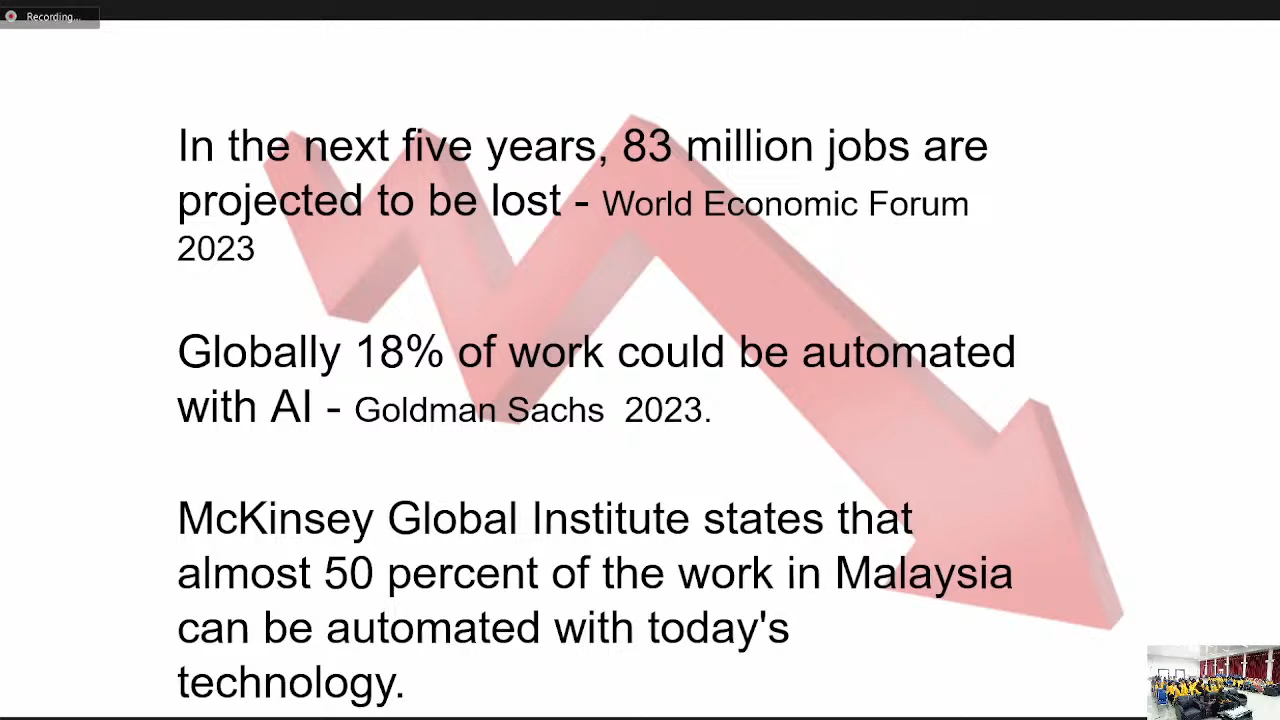 Recording...
In the next five years, 83 million jobs are
projected to be lost - World Economic Forum
2023
Globally 18% of work could be automated
with AI - Goldman Sachs  2023.
McKinsey Global Institute states that
almost 50 percent of the work in Malaysia
can be automated with today's
technology.